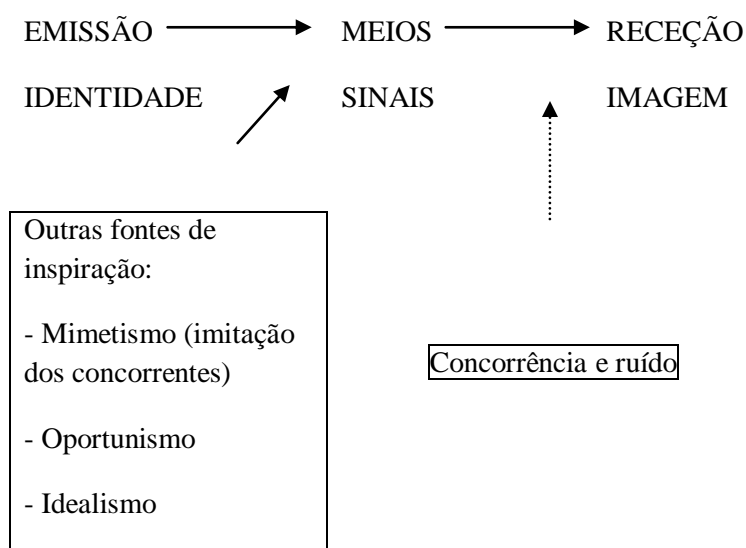 EMISSÃO MEIOS RECEÇÃO
IDENTIDADE SINAIS IMAGEM
Outras fontes de
inspiração:
- Mimetismo (imitação
dos concorrentes)
- Oportunismo
- Idealismo
Concorrência e ruído